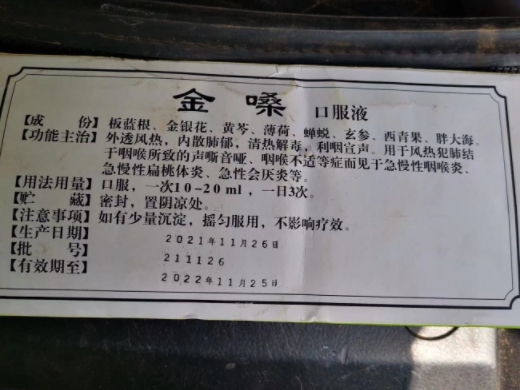 金嗓 口服液
【成　份】板蓝根、金银花、黄芩、薄荷、蝉蜕、玄参、西青果、胖大海。
【功能主治】外透风热，内散肺郁，清热解毒，利咽宣声。用于风热犯肺结
于咽喉所致的声嘶音哑、咽喉不适等症而见于急慢性咽喉炎、
急慢性扁桃体炎、急性会厌炎等。
【用法用量】口服，一次10-20ml，一日3次。
【贮　藏】密封，置阴凉处。
【注意事项】如有少量沉淀，摇匀服用，不影响疗效。
【生产日期】2021年11月26日
【批　号】211126
【有效期至】2022年11月25日